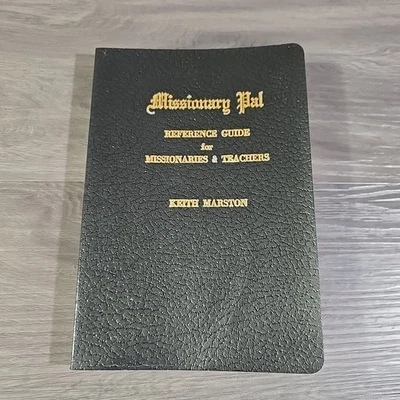 Missionary Pal
REFERENCE GUIDE
for
MISSIONARIES & TEACHERS
KEITH MARSTON